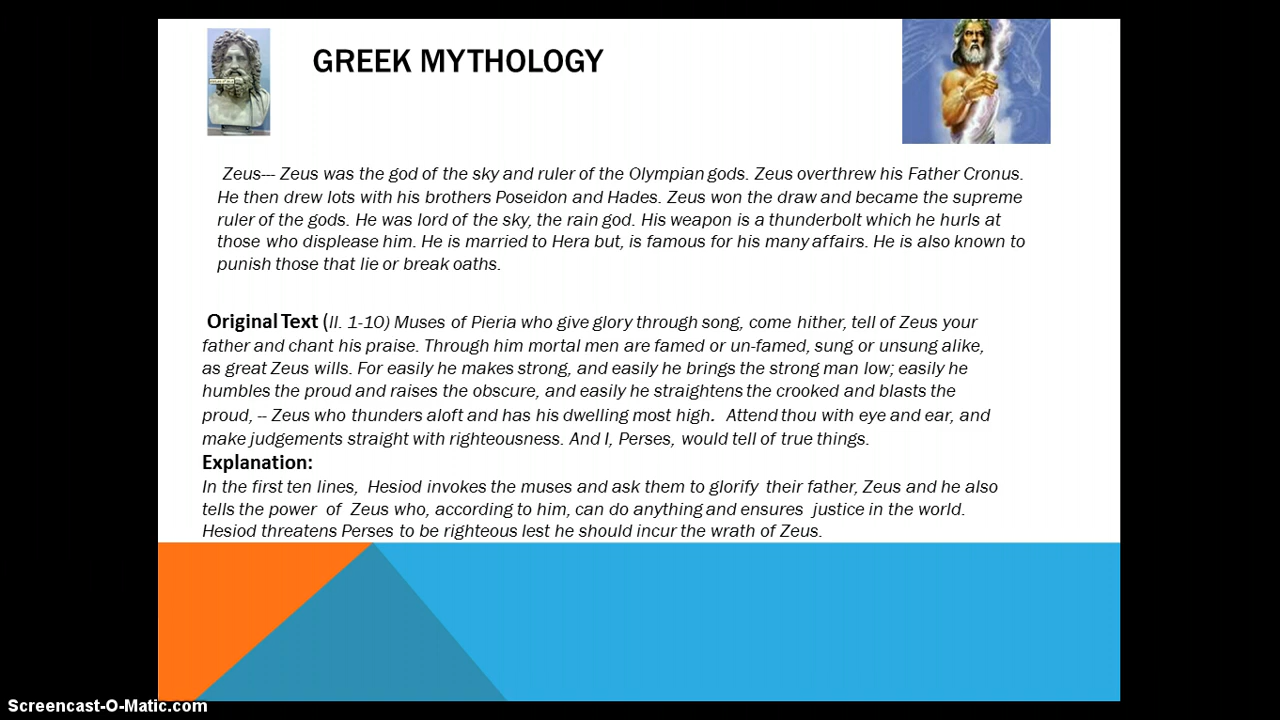 GREEK MYTHOLOGY
Zeus--- Zeus was the god of the sky and ruler of the Olympian gods. Zeus overthrew his Father Cronus.
He then drew lots with his brothers Poseidon and Hades. Zeus won the draw and became the supreme
ruler of the gods. He was lord of the sky, the rain god. His weapon is a thunderbolt which he hurls at
those who displease him. He is married to Hera but, is famous for his many affairs. He is also known to
punish those that lie or break oaths.
Original Text (ll. 1-10) Muses of Pieria who give glory through song, come hither, tell of Zeus your
father and chant his praise. Through him mortal men are famed or un-famed, sung or unsung alike,
as great Zeus wills. For easily he makes strong, and easily he brings the strong man low; easily he
humbles the proud and raises the obscure, and easily he straightens the crooked and blasts the
proud, -- Zeus who thunders aloft and has his dwelling most high. Attend thou with eye and ear, and
make judgements straight with righteousness. And I, Perses, would tell of true things.
Explanation:
In the first ten lines, Hesiod invokes the muses and ask them to glorify their father, Zeus and he also
tells the power of Zeus who, according to him, can do anything and ensures justice in the world.
Hesiod threatens Perses to be righteous lest he should incur the wrath of Zeus.
Screencast-O-Matic.com